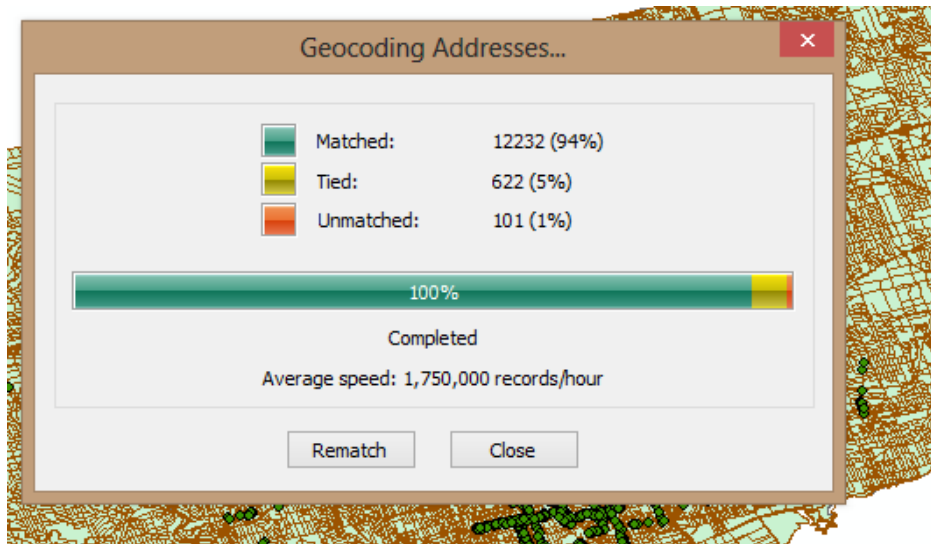 Geocoding Addresses...
Matched: 12232 (94%)
Tied: 622 (5%)
Unmatched: 101 (1%)
100%
Completed
Average speed: 1,750,000 records/hour
Rematch Close